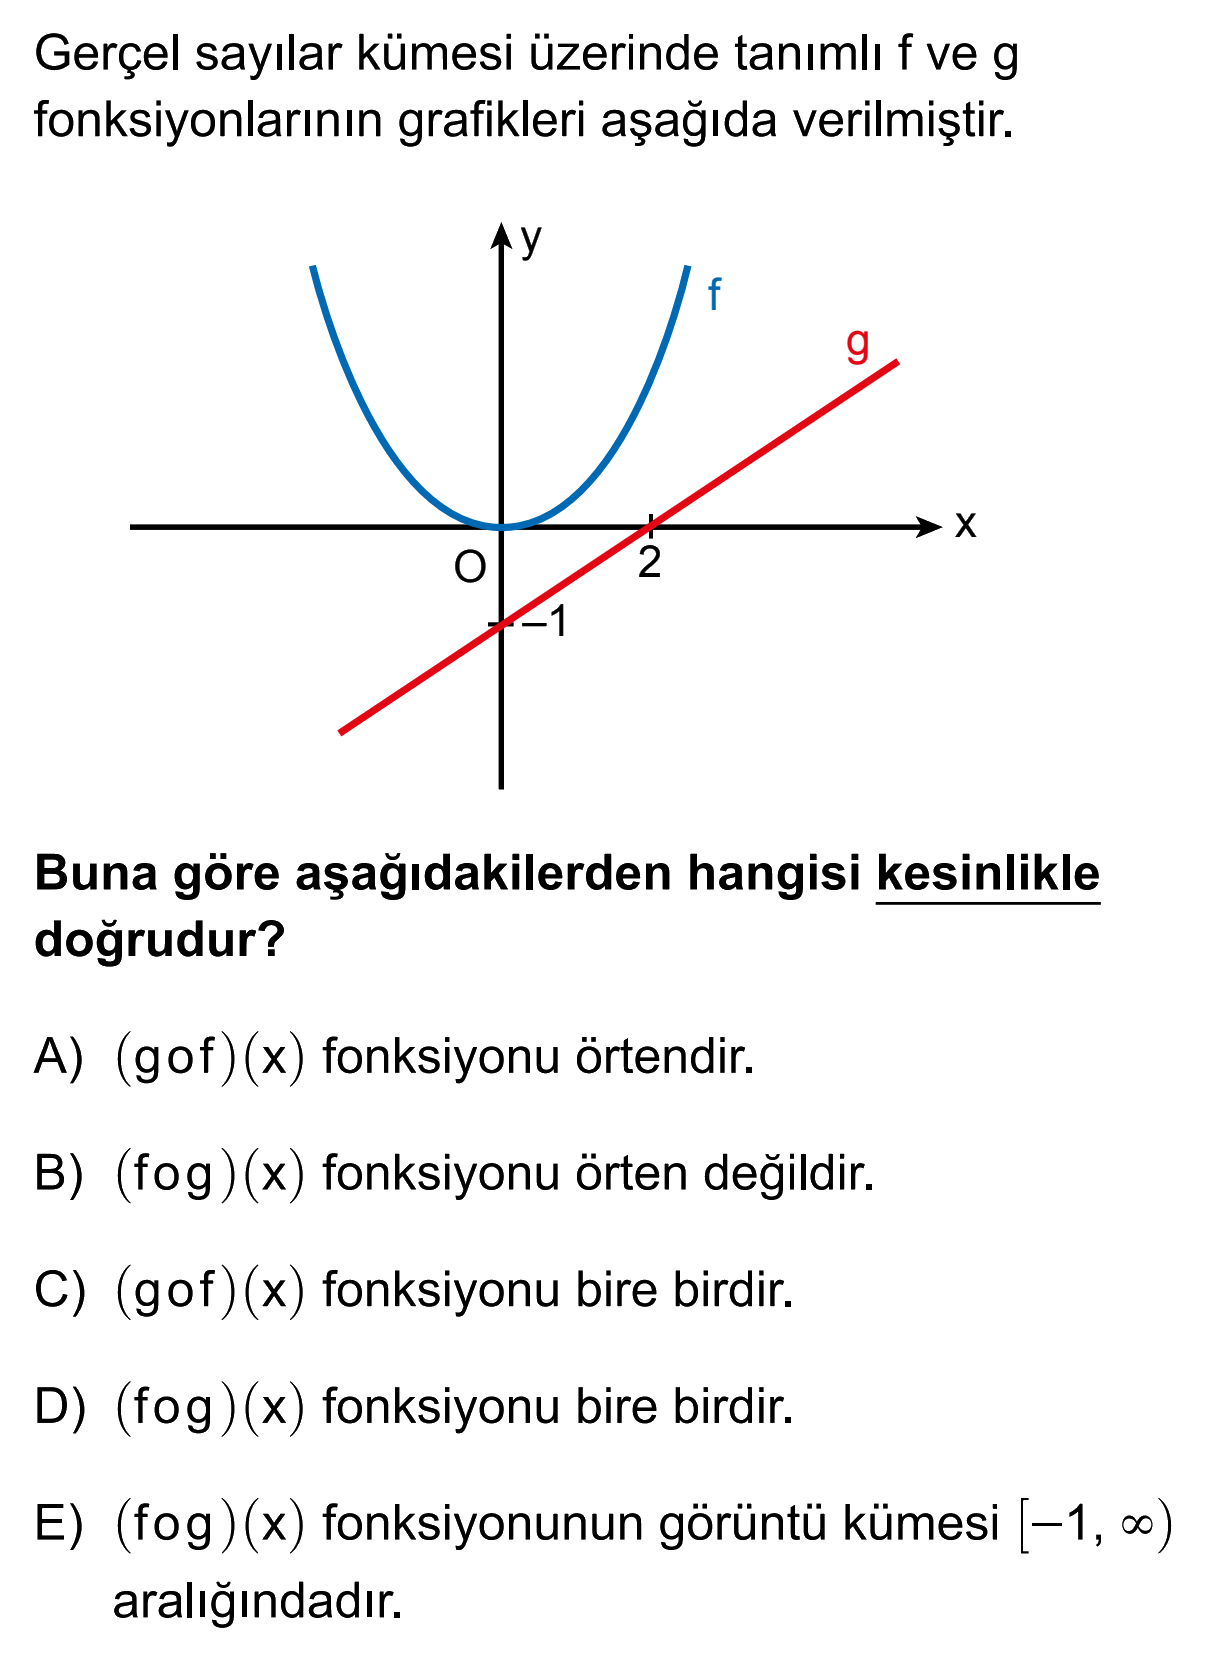 Gerçel sayılar kümesi üzerinde tanımlı f ve g
fonksiyonlarının grafikleri aşağıda verilmiştir.
y
f
g
x
O
2
–1
Buna göre aşağıdakilerden hangisi kesinlikle
doğrudur?
A) (gof)(x) fonksiyonu örtendir.
B) (fog)(x) fonksiyonu örten değildir.
C) (gof)(x) fonksiyonu bire birdir.
D) (fog)(x) fonksiyonu bire birdir.
E) (fog)(x) fonksiyonunun görüntü kümesi [–1, ∞)
aralığındadır.